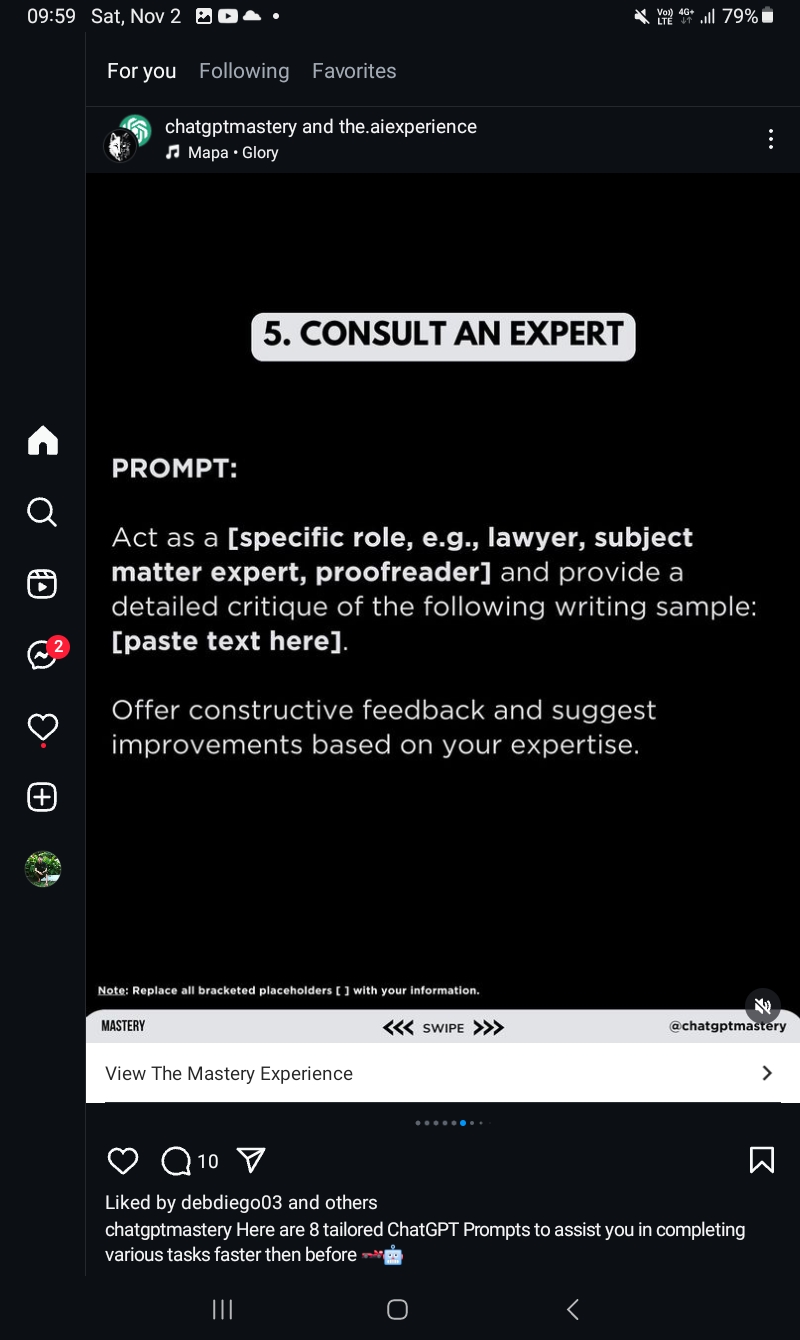 09:59 Sat, Nov 2
Vo)) LTE 4G+ 79%
For you Following Favorites
chatgptmastery and the.aiexperience
Mapa • Glory
5. CONSULT AN EXPERT
PROMPT:
Act as a [specific role, e.g., lawyer, subject
matter expert, proofreader] and provide a
detailed critique of the following writing sample:
[paste text here].
Offer constructive feedback and suggest
improvements based on your expertise.
2
Note: Replace all bracketed placeholders [ ] with your information.
MASTERY <<< SWIPE >>> @chatgptmastery
View The Mastery Experience
10
Liked by debdiego03 and others
chatgptmastery Here are 8 tailored ChatGPT Prompts to assist you in completing
various tasks faster then before